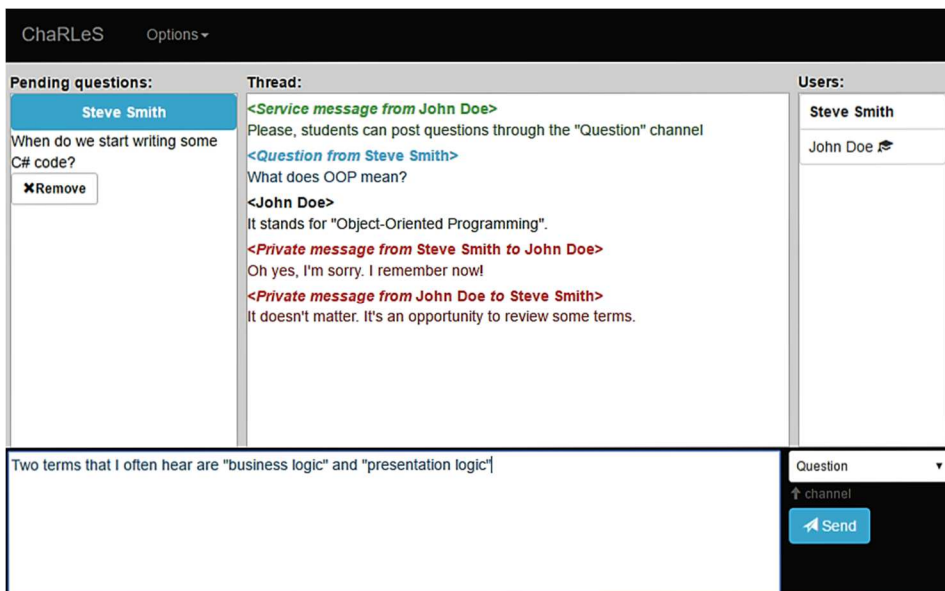 ChaRLeS Options
Pending questions:
Steve Smith
When do we start writing some
C# code?
Remove
Thread:
<Service message from John Doe>
Please, students can post questions through the "Question" channel
<Question from Steve Smith>
What does OOP mean?
<John Doe>
It stands for "Object-Oriented Programming".
<Private message from Steve Smith to John Doe>
Oh yes, I'm sorry. I remember now!
<Private message from John Doe to Steve Smith>
It doesn't matter. It's an opportunity to review some terms.
Users:
Steve Smith
John Doe
Two terms that I often hear are "business logic" and "presentation logic"
Question
channel
Send